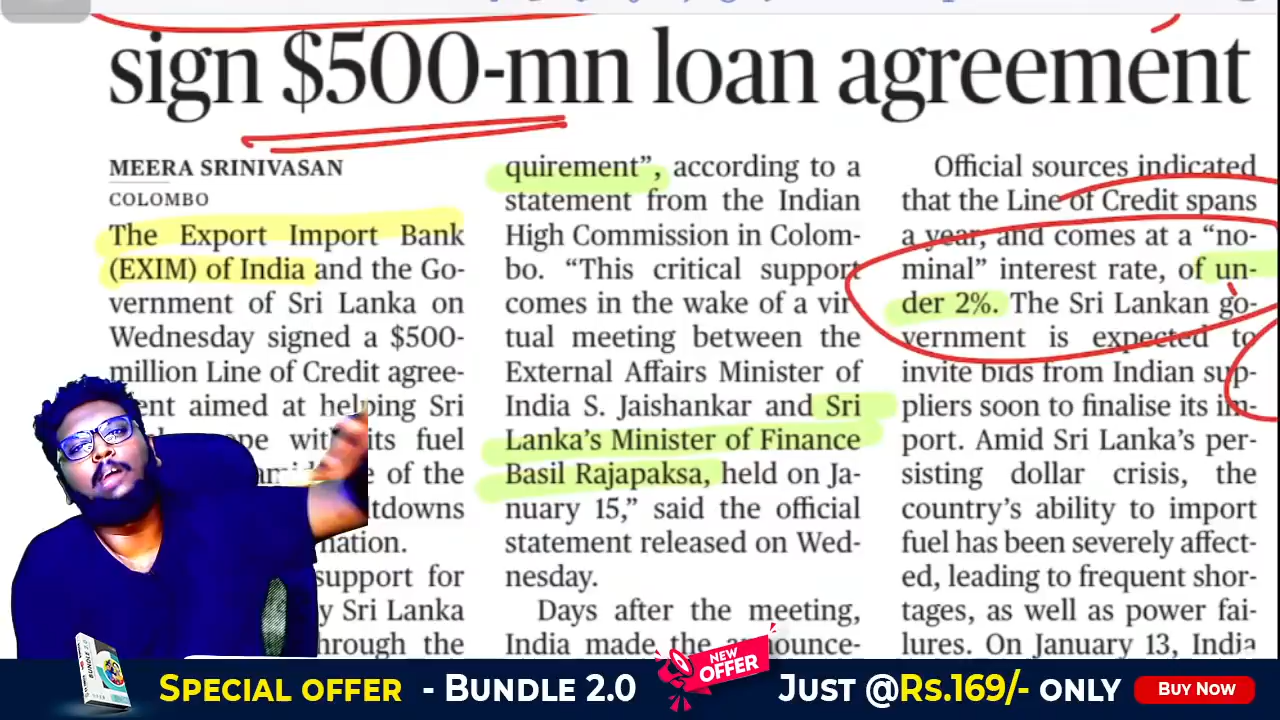 sign $500-mn loan agreement
MEERA SRINIVASAN
COLOMBO
The Export Import Bank
(EXIM) of India and the Go-
vernment of Sri Lanka on
Wednesday signed a $500-
million Line of Credit agree-
ent aimed at helping Sri
ope with its fuel
of the
tdowns
nation.
support for
y Sri Lanka
hrough the
quirement”, according to a
statement from the Indian
High Commission in Colom-
bo. “This critical support
comes in the wake of a vir-
tual meeting between the
External Affairs Minister of
India S. Jaishankar and Sri
Lanka’s Minister of Finance
Basil Rajapaksa, held on Ja-
nuary 15,” said the official
statement released on Wed-
nesday.
Days after the meeting,
India made the announce-
Official sources indicated
that the Line of Credit spans
a year, and comes at a “no-
minal” interest rate, of un-
der 2%. The Sri Lankan go-
vernment is expected to
invite bids from Indian sup-
pliers soon to finalise its im-
port. Amid Sri Lanka’s per-
sisting dollar crisis, the
country’s ability to import
fuel has been severely affect-
ed, leading to frequent shor-
tages, as well as power fai-
lures. On January 13, India
BUNDLE 2.0
SPECIAL OFFER - BUNDLE 2.0
NEW
OFFER
JUST @Rs.169/- ONLY
Buy Now